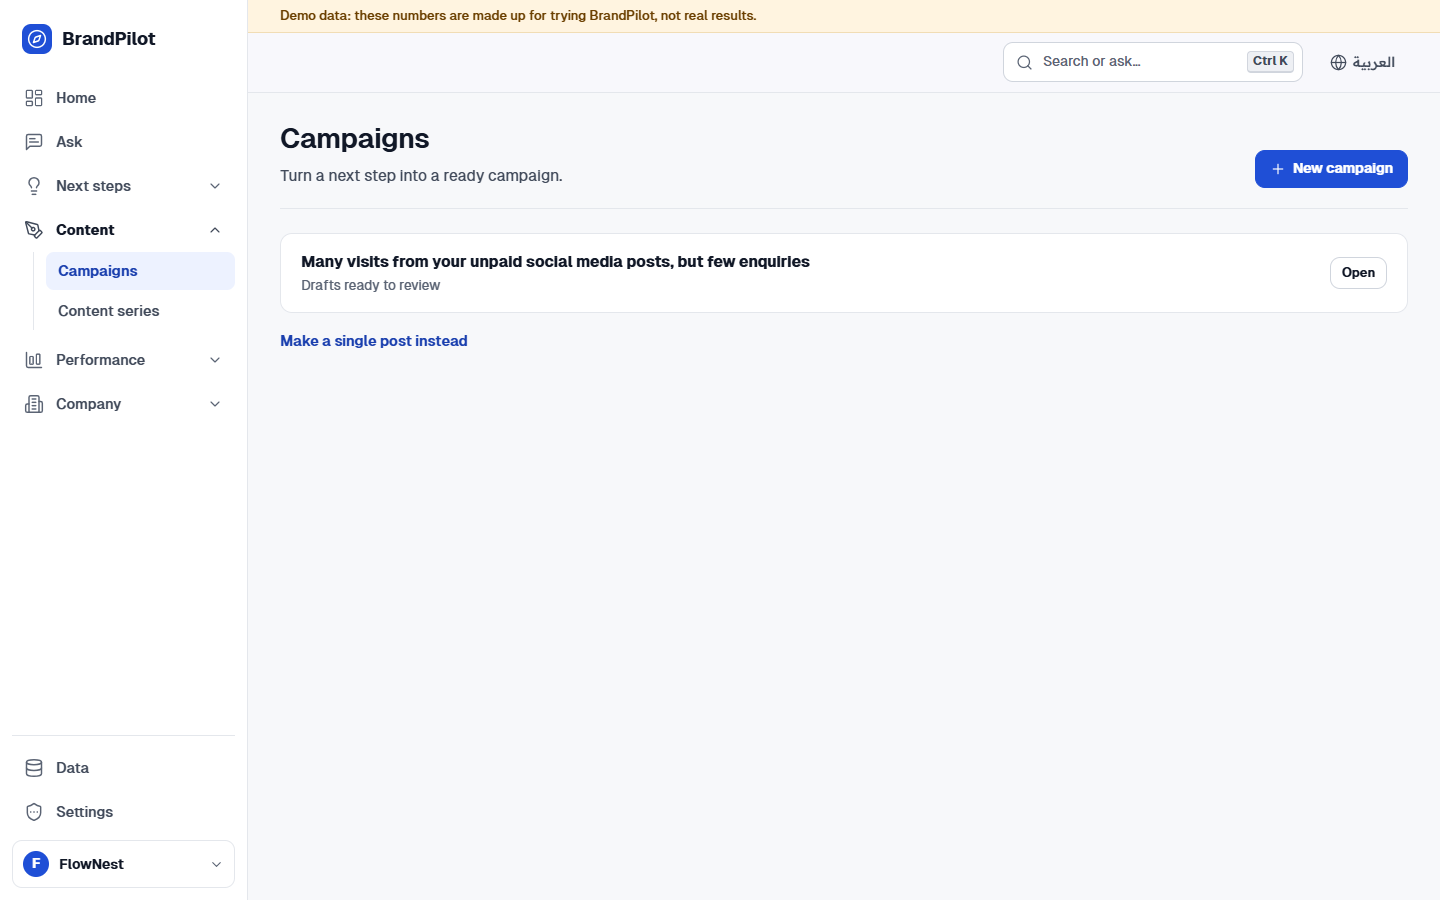 BrandPilot
Home
Ask
Next steps
Content
Campaigns
Content series
Performance
Company
Data
Settings
F FlowNest
Demo data: these numbers are made up for trying BrandPilot, not real results.
Search or ask... Ctrl K
العربية
Campaigns
Turn a next step into a ready campaign.
New campaign
Many visits from your unpaid social media posts, but few enquiries
Drafts ready to review
Open
Make a single post instead